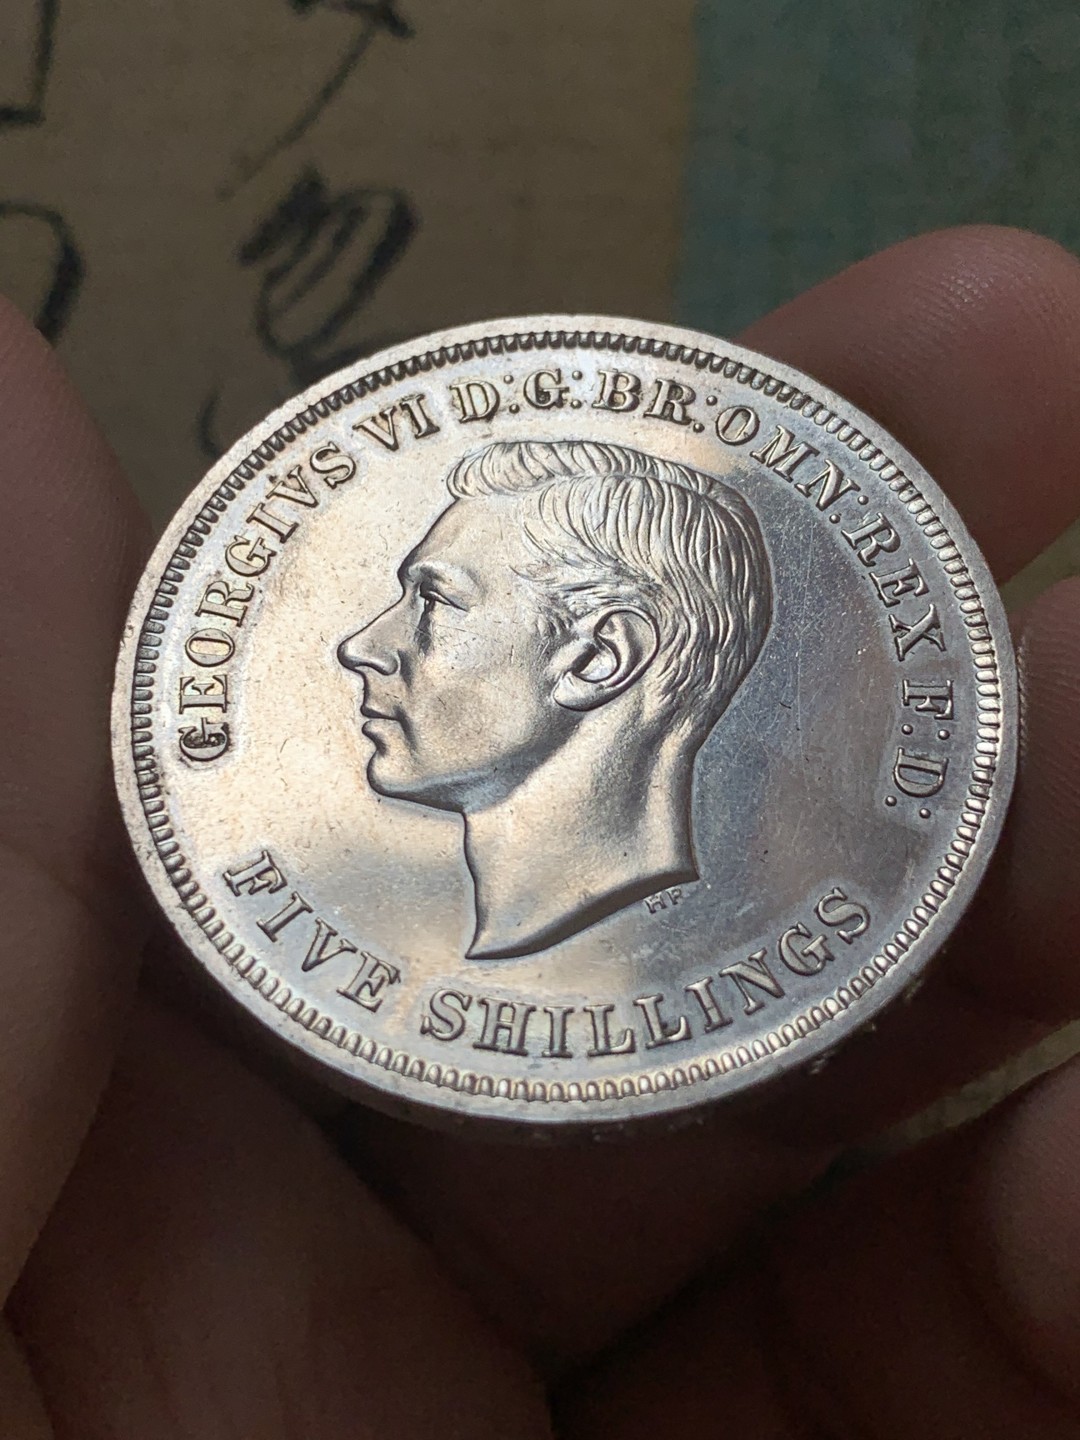 GEORGIVS VI D:G:BR:OMN:REX F:D:
FIVE SHILLINGS
HP